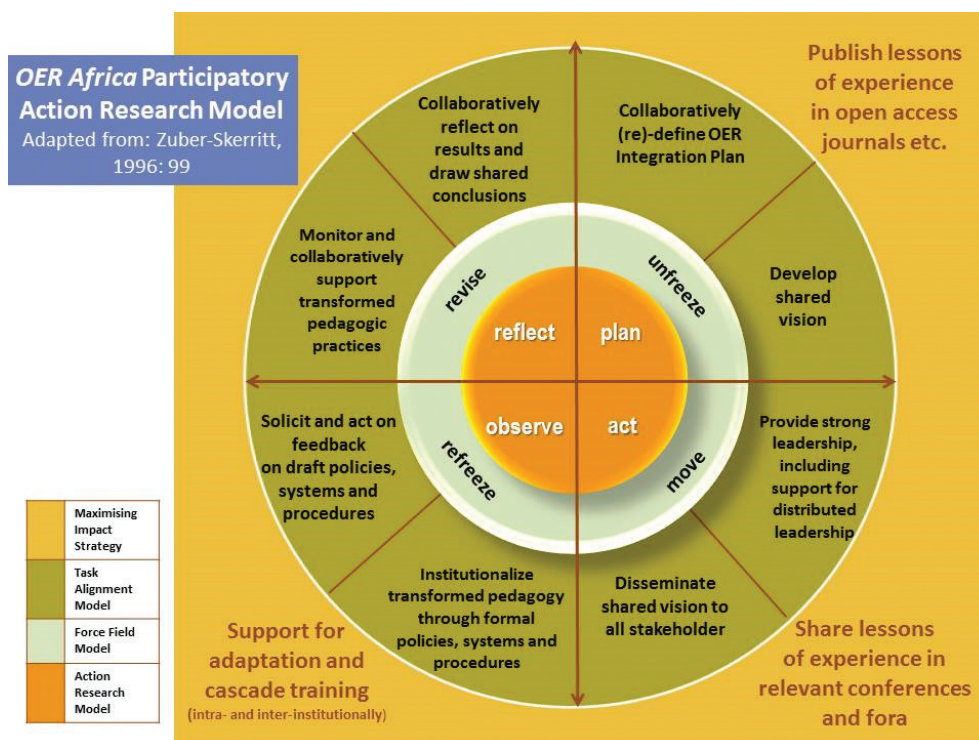 OER Africa Participatory
Action Research Model
Adapted from: Zuber-Skerritt,
1996: 99
Publish lessons
of experience
in open access
journals etc.
Collaboratively
reflect on
results and
draw shared
conclusions
Collaboratively
(re)-define OER
Integration Plan
Monitor and
collaboratively
support
transformed
pedagogic
practices
revise
unfreeze
Develop
shared
vision
reflect
plan
observe
act
Solicit and act on
feedback
on draft policies,
systems and
procedures
refreeze
move
Provide strong
leadership,
including
support for
distributed
leadership
Institutionalize
transformed pedagogy
through formal
policies, systems and
procedures
Disseminate
shared vision to
all stakeholder
Support for
adaptation and
cascade training
(intra- and inter-institutionally)
Share lessons
of experience in
relevant conferences
and fora
Maximising
Impact
Strategy
Task
Alignment
Model
Force Field
Model
Action
Research
Model